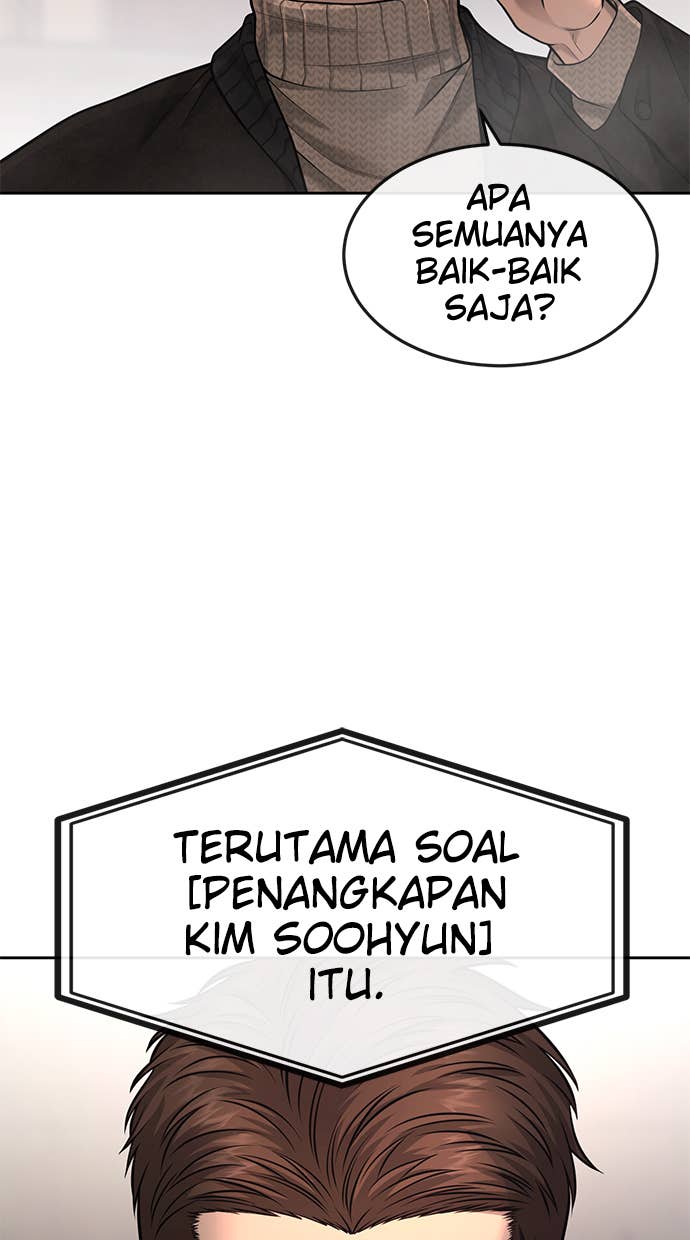 APA
SEMUANYA
BAIK-BAIK
SAJA?
TERUTAMA SOAL
[PENANGKAPAN
KIM SOOHYUN]
ITU.